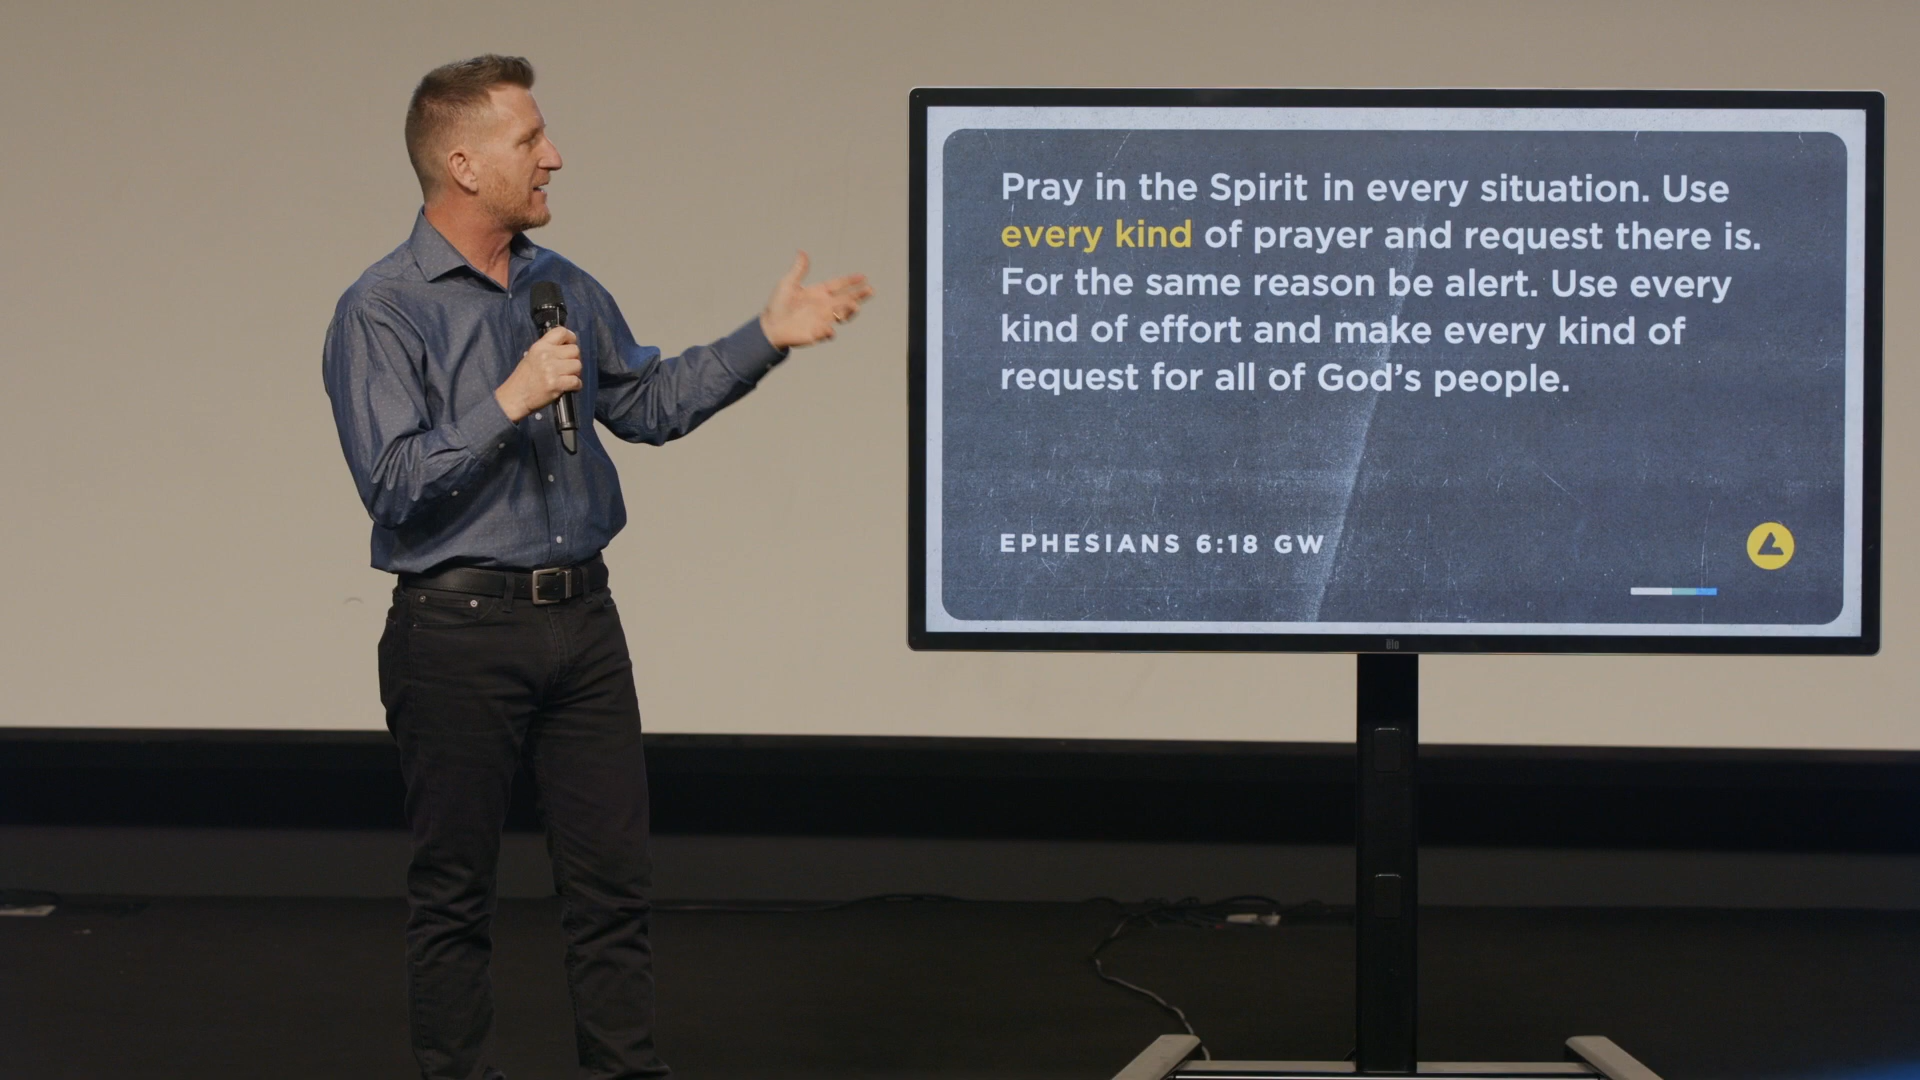 Pray in the Spirit in every situation. Use
every kind of prayer and request there is.
For the same reason be alert. Use every
kind of effort and make every kind of
request for all of God's people.
EPHESIANS 6:18 GW
elo